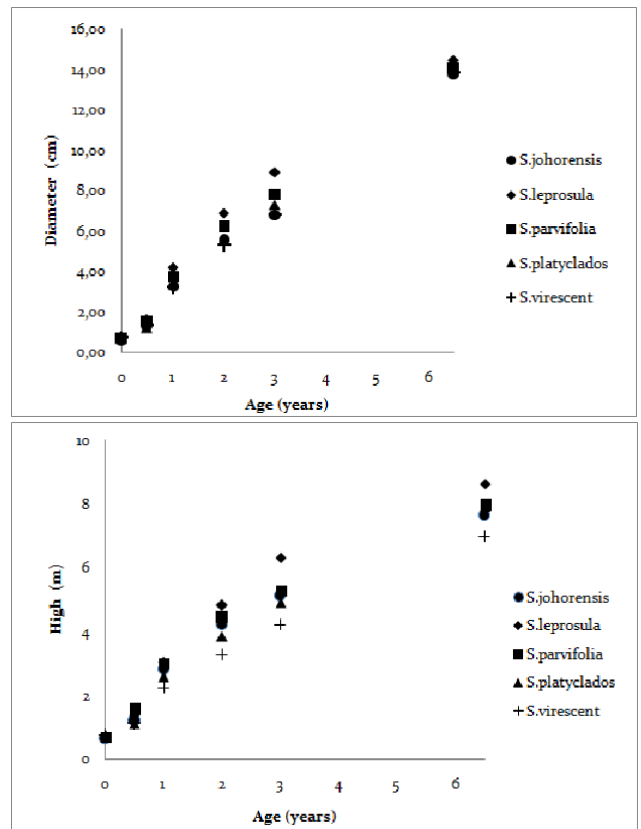 16,00
14,00
12,00
10,00
8,00
6,00
4,00
2,00
0,00
Diameter (cm)
0 1 2 3 4 5 6
Age (years)
S.johorensis
S.leprosula
S.parvifolia
S.platyclados
S.virescent
10
8
6
4
2
0
High (m)
0 1 2 3 4 5 6
Age (years)
S.johorensis
S.leprosula
S.parvifolia
S.platyclados
S.virescent